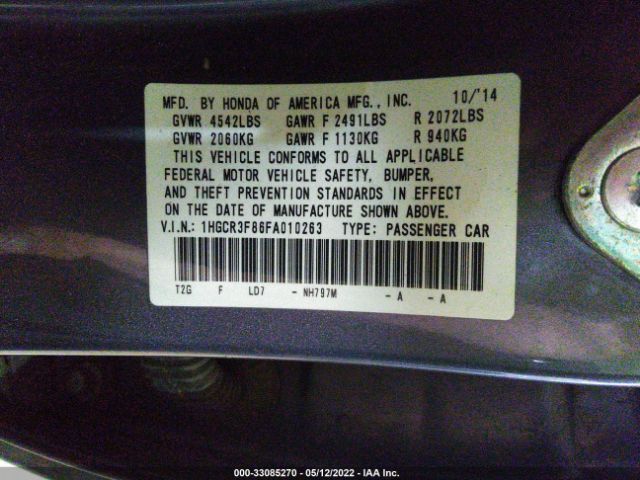 MFD. BY HONDA OF AMERICA MFG., INC. 10/'14
GVWR 4542LBS GAWR F 2491LBS R 2072LBS
GVWR 2060KG GAWR F 1130KG R 940KG
THIS VEHICLE CONFORMS TO ALL APPLICABLE
FEDERAL MOTOR VEHICLE SAFETY, BUMPER,
AND THEFT PREVENTION STANDARDS IN EFFECT
ON THE DATE OF MANUFACTURE SHOWN ABOVE.
V.I.N.: 1HGCR3F86FA010263 TYPE: PASSENGER CAR
T2G F LD7 - NH797M - A - A
000-33085270 - 05/12/2022 - IAA Inc.